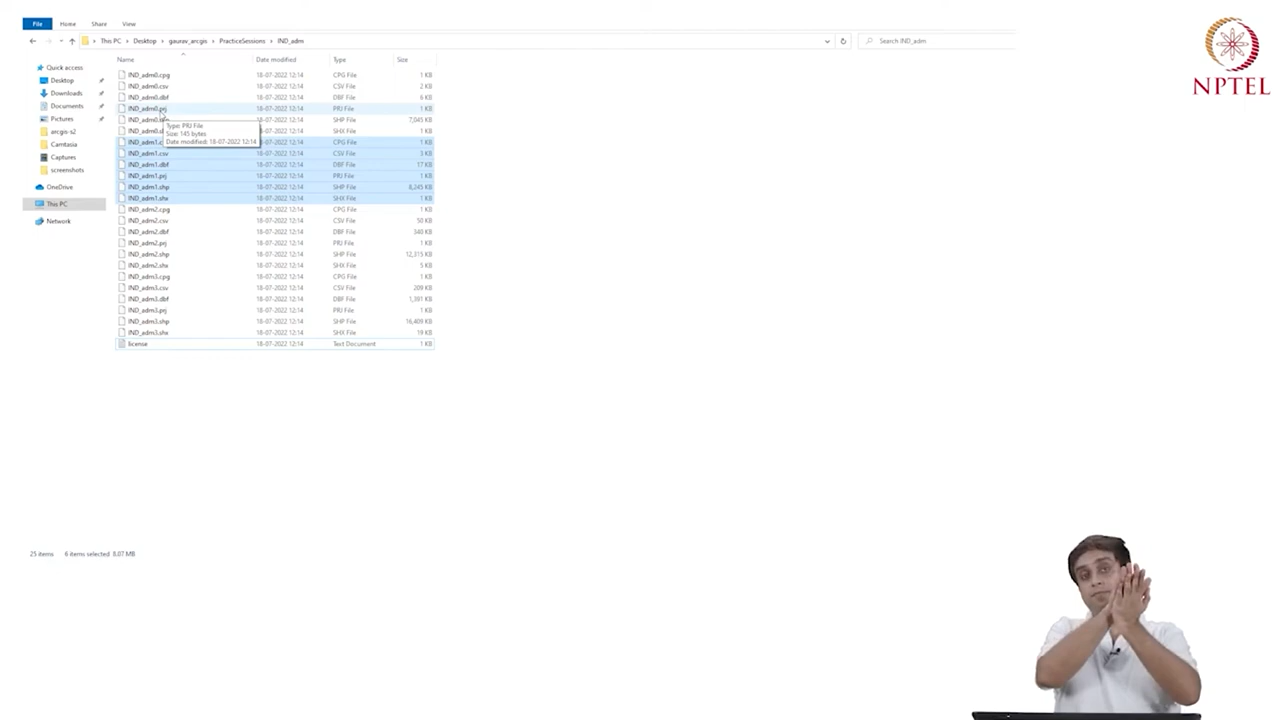 File Home Share View
This PC > Desktop > gaurav_arcgis > PracticeSessions > IND_adm Search IND_adm
Name Date modified Type Size
Quick access
Desktop
Downloads
Documents
Pictures
arcgis s2
Camtasia
Captures
screenshots
OneDrive
This PC
Network
IND_adm0.cpg 18-07-2022 12:14 CPG File 1 KB
IND_adm0.csv 18-07-2022 12:14 CSV File 2 KB
IND_adm0.dbf 18-07-2022 12:14 DBF File 6 KB
IND_adm0.prj 18-07-2022 12:14 PRJ File 1 KB
18-07-2022 12:14 SHP File 7,045 KB
18-07-2022 12:14 SHX File 1 KB
Type: PRJ File
Size: 145 bytes
Date modified: 18-07-2022 12:14
18-07-2022 12:14 CPG File 1 KB
IND_adm1.csv 18-07-2022 12:14 CSV File 3 KB
IND_adm1.dbf 18-07-2022 12:14 DBF File 17 KB
IND_adm1.prj 18-07-2022 12:14 PRJ File 1 KB
IND_adm1.shp 18-07-2022 12:14 SHP File 8,245 KB
IND_adm1.shx 18-07-2022 12:14 SHX File 1 KB
IND_adm2.cpg 18-07-2022 12:14 CPG File 1 KB
IND_adm2.csv 18-07-2022 12:14 CSV File 50 KB
IND_adm2.dbf 18-07-2022 12:14 DBF File 340 KB
IND_adm2.prj 18-07-2022 12:14 PRJ File 1 KB
IND_adm2.shp 18-07-2022 12:14 SHP File 12,315 KB
IND_adm2.shx 18-07-2022 12:14 SHX File 5 KB
IND_adm3.cpg 18-07-2022 12:14 CPG File 1 KB
IND_adm3.csv 18-07-2022 12:14 CSV File 209 KB
IND_adm3.dbf 18-07-2022 12:14 DBF File 1,391 KB
IND_adm3.prj 18-07-2022 12:14 PRJ File 1 KB
IND_adm3.shp 18-07-2022 12:14 SHP File 16,409 KB
IND_adm3.shx 18-07-2022 12:14 SHX File 19 KB
license 18-07-2022 12:14 Text Document 1 KB
25 items 6 items selected 8.07 MB
NPTEL